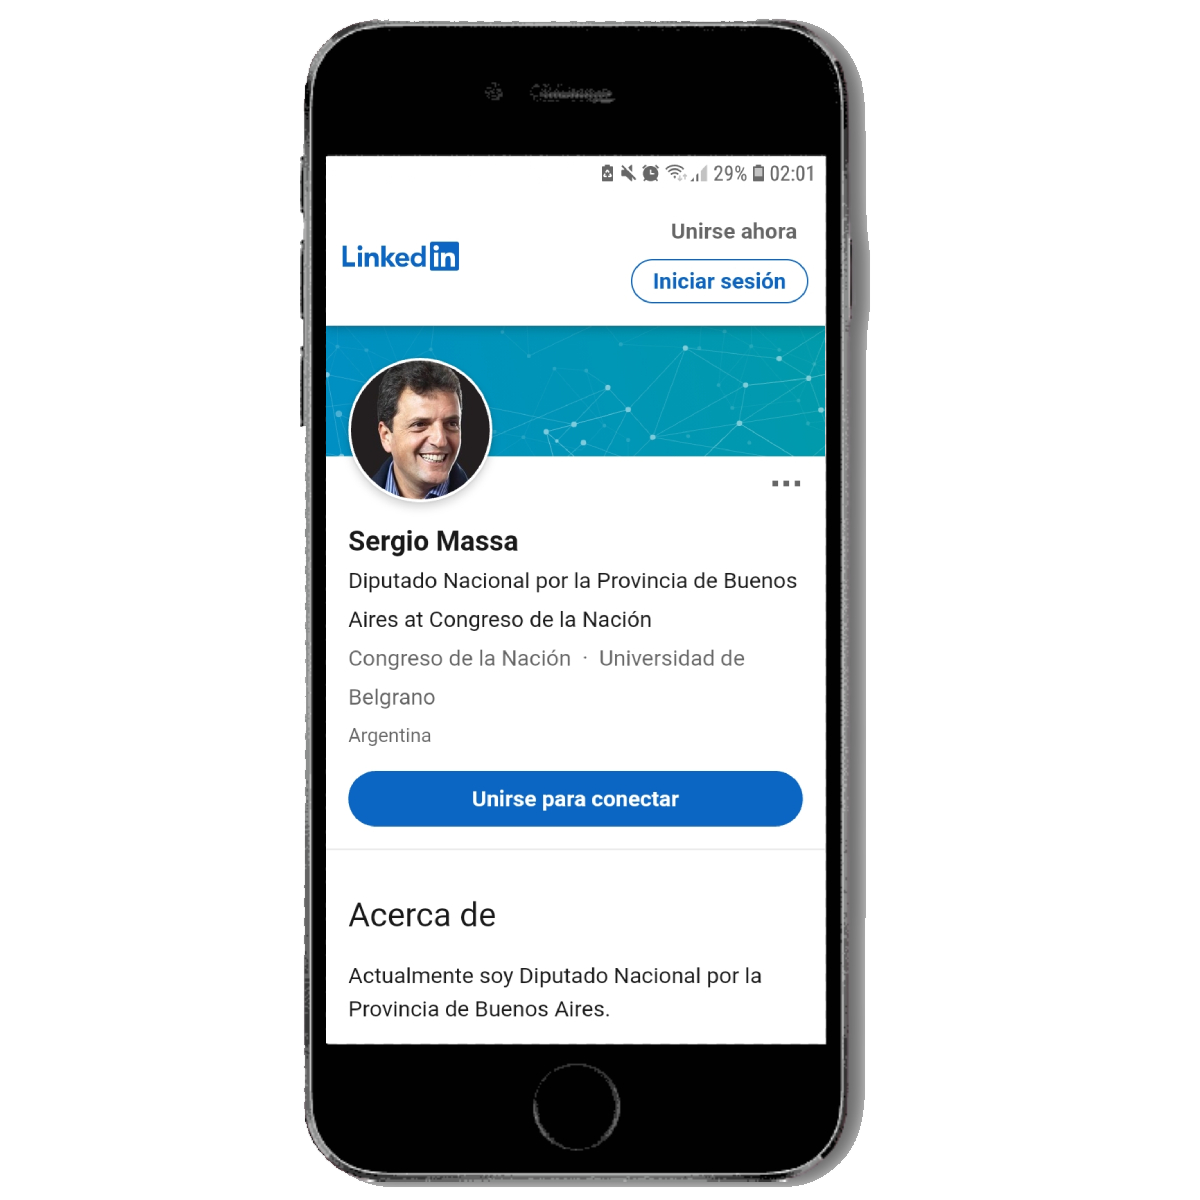 29% 02:01
Unirse ahora
Linked in
Iniciar sesión
Sergio Massa
Diputado Nacional por la Provincia de Buenos
Aires at Congreso de la Nación
Congreso de la Nación · Universidad de
Belgrano
Argentina
Unirse para conectar
Acerca de
Actualmente soy Diputado Nacional por la
Provincia de Buenos Aires.